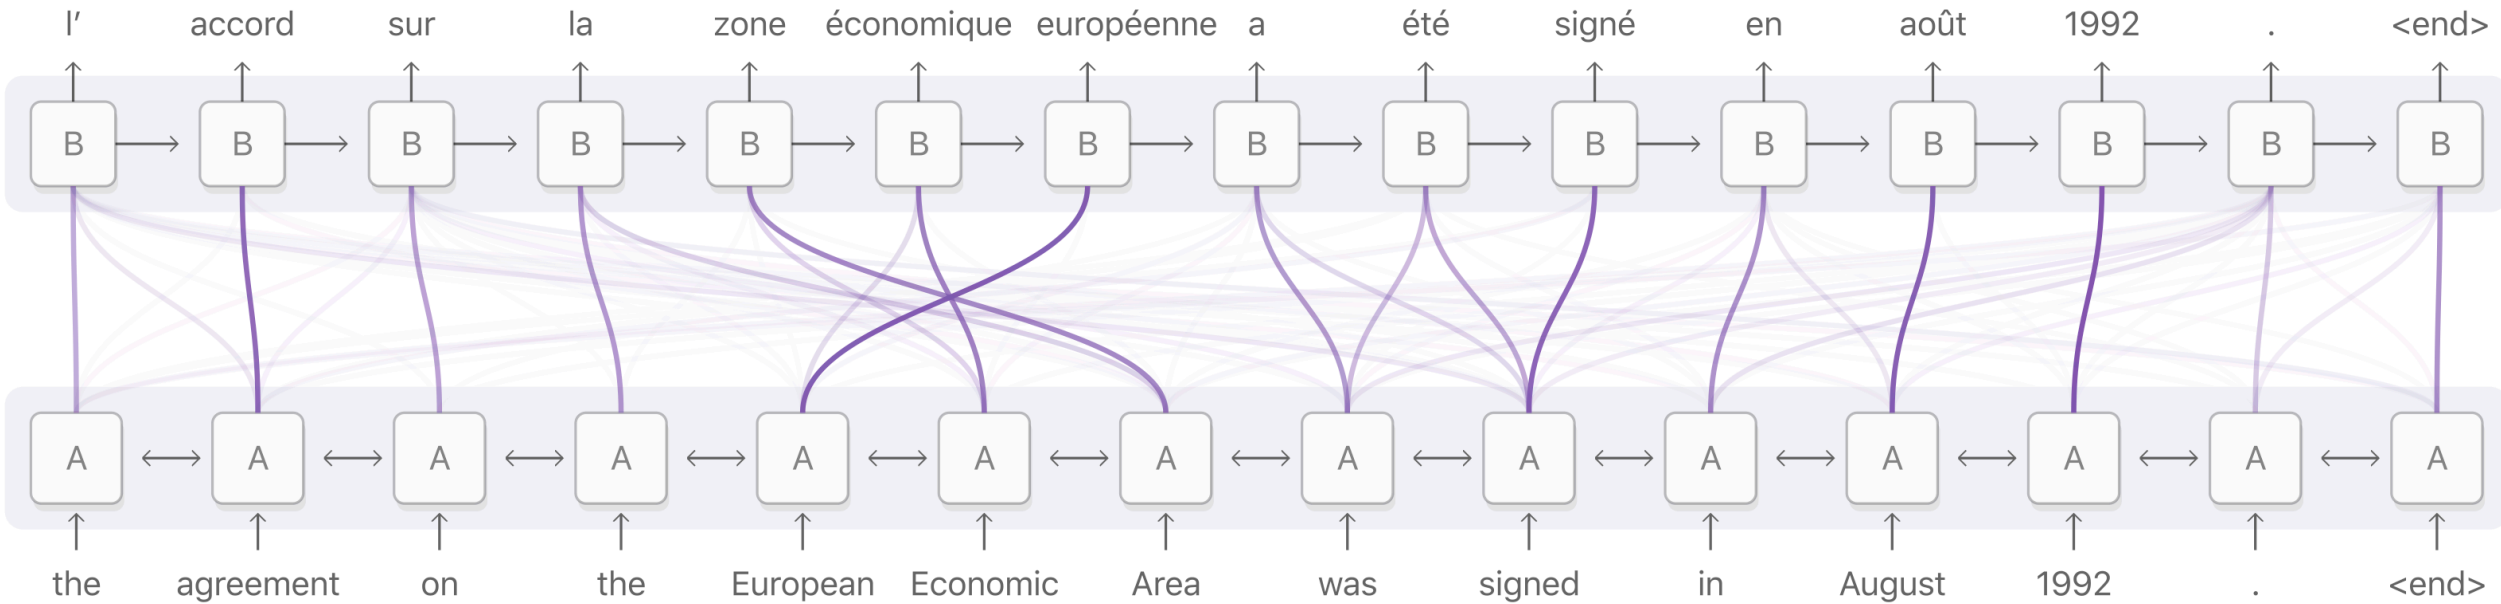 l’ accord sur la zone économique européenne a été signé en août 1992 . <end>
B B B B B B B B B B B B B B B
A A A A A A A A A A A A A A
the agreement on the European Economic Area was signed in August 1992 . <end>